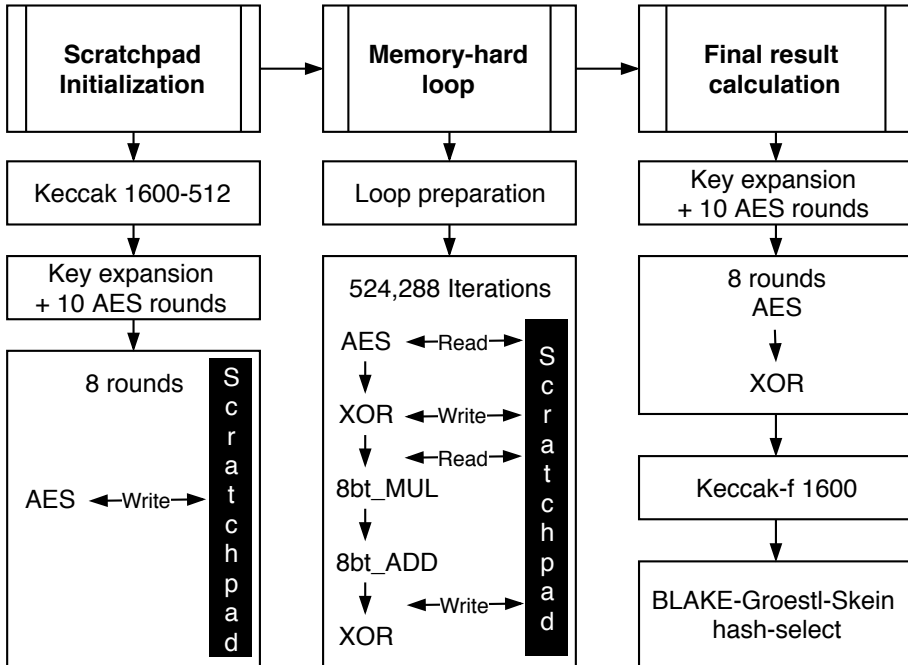 Scratchpad
Initialization
Keccak 1600-512
Key expansion
+ 10 AES rounds
8 rounds
AES
Write
Scratchpad
Memory-hard
loop
Loop preparation
524,288 Iterations
AES
Read
XOR
Write
Read
8bt_MUL
8bt_ADD
Write
XOR
Scratchpad
Final result
calculation
Key expansion
+ 10 AES rounds
8 rounds
AES
XOR
Keccak-f 1600
BLAKE-Groestl-Skein
hash-select